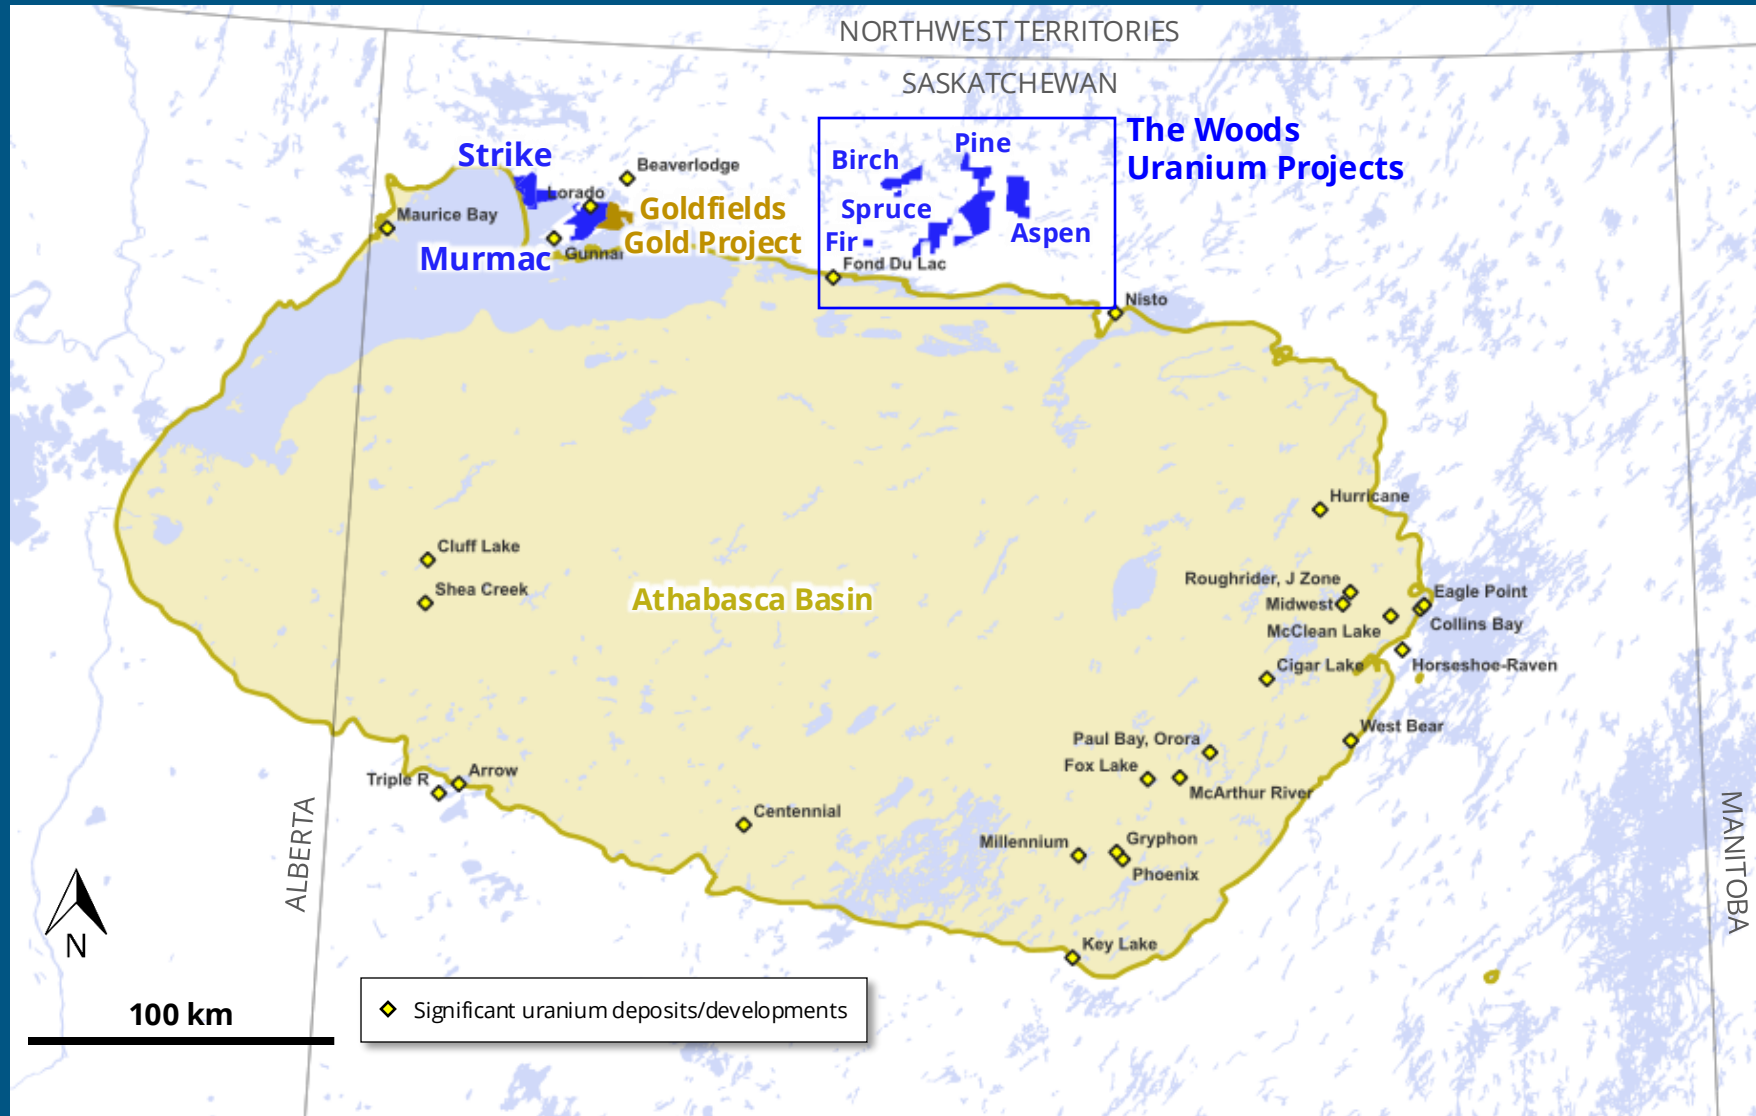 NORTHWEST TERRITORIES
SASKATCHEWAN
The Woods
Uranium Projects
Pine
Birch
Strike
Beaverlodge
Lorado
Spruce
Goldfields
Gold Project
Maurice Bay
Aspen
Fir
Murmac
Gunnar
Fond Du Lac
Nisto
Hurricane
Cluff Lake
Shea Creek
Athabasca Basin
Roughrider, J Zone
Eagle Point
Midwest
Collins Bay
McClean Lake
Cigar Lake
Horseshoe-Raven
West Bear
Paul Bay, Orora
Fox Lake
McArthur River
Triple R
Arrow
Centennial
Gryphon
Millennium
Phoenix
ALBERTA
MANITOBA
Key Lake
N
100 km
Significant uranium deposits/developments